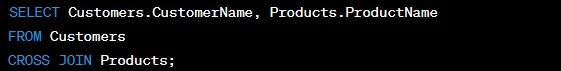 SELECT Customers.CustomerName, Products.ProductName
FROM Customers
CROSS JOIN Products;